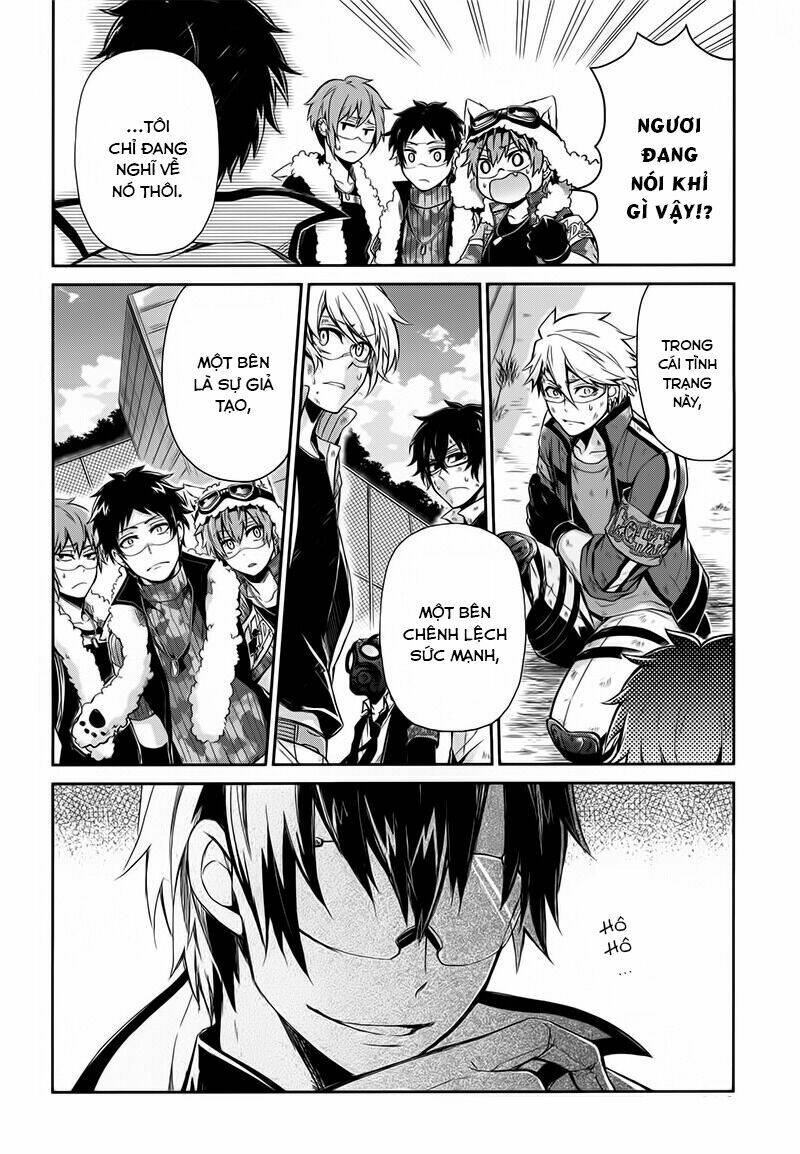 NGƯƠI
ĐANG
NÓI KHỈ
GÌ VẬY!?
...TÔI
CHỈ ĐANG
NGHĨ VỀ
NÓ THÔI.
TRONG
CÁI TÌNH
TRẠNG
NÀY,
MỘT BÊN
LÀ SỰ GIẢ
TẠO,
MỘT BÊN
CHÊNH LỆCH
SỨC MẠNH,
HÔ
HÔ
...